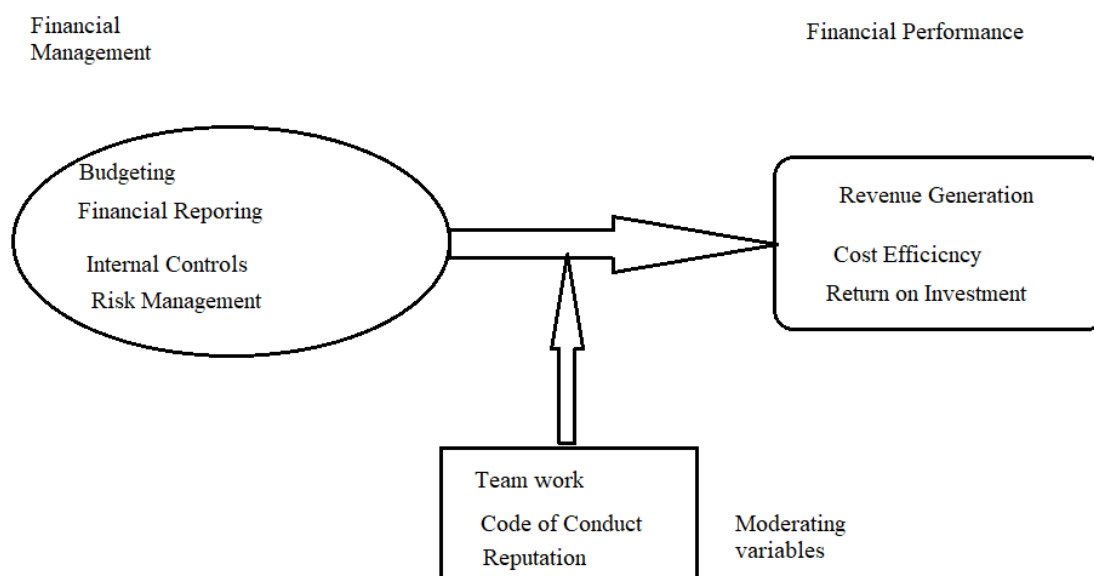 Financial
Management
Financial Performance
Budgeting
Financial Reporing
Internal Controls
Risk Management
Revenue Generation
Cost Efficiency
Return on Investment
Team work
Code of Conduct
Reputation
Moderating
variables